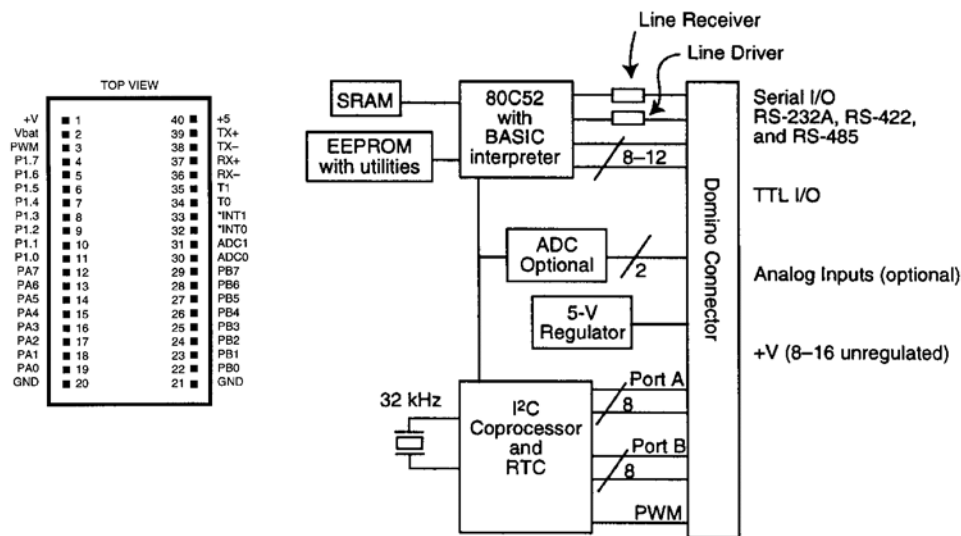 TOP VIEW
+V 1 40 +5
Vbat 2 39 TX+
PWM 3 38 TX−
P1.7 4 37 RX+
P1.6 5 36 RX−
P1.5 6 35 T1
P1.4 7 34 T0
P1.3 8 33 *INT1
P1.2 9 32 *INT0
P1.1 10 31 ADC1
P1.0 11 30 ADC0
PA7 12 29 PB7
PA6 13 28 PB6
PA5 14 27 PB5
PA4 15 26 PB4
PA3 16 25 PB3
PA2 17 24 PB2
PA1 18 23 PB1
PA0 19 22 PB0
GND 20 21 GND
Line Receiver
Line Driver
SRAM
EEPROM
with utilities
80C52
with
BASIC
interpreter
8–12
ADC
Optional
2
5-V
Regulator
32 kHz
I²C
Coprocessor
and
RTC
Port A
8
Port B
8
PWM
Domino Connector
Serial I/O
RS-232A, RS-422,
and RS-485
TTL I/O
Analog Inputs (optional)
+V (8–16 unregulated)